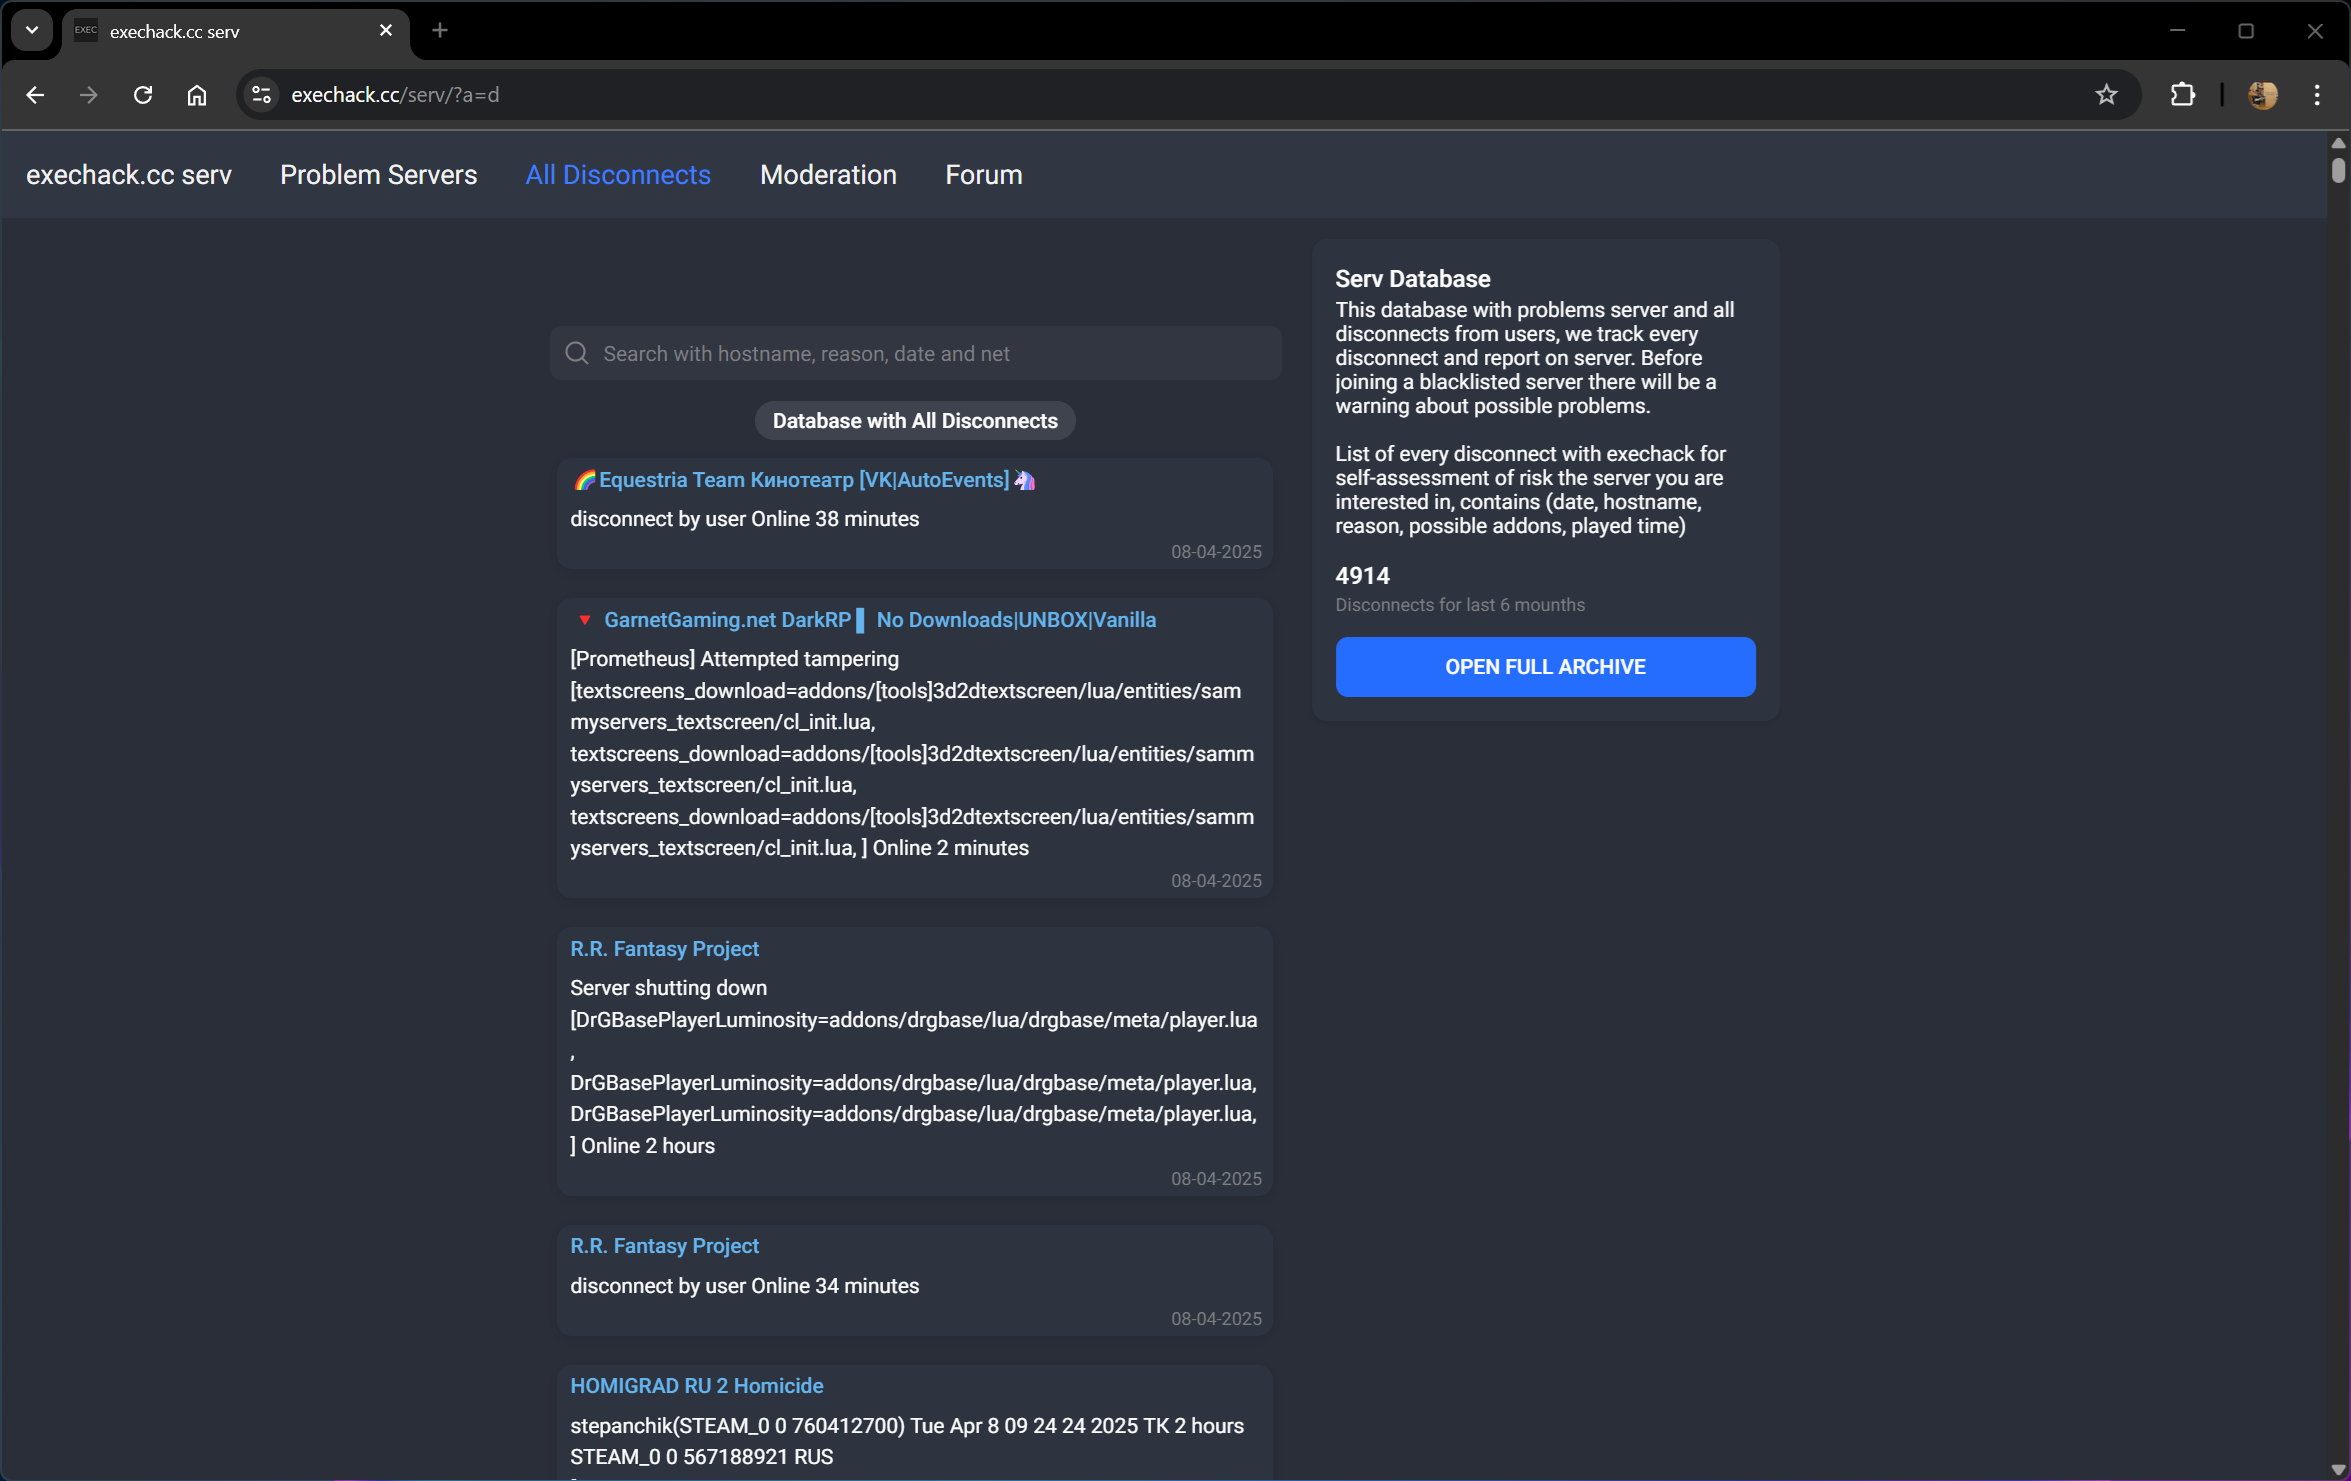 EXEC
exechack.cc serv
exechack.cc/serv/?a=d
exechack.cc serv
Problem Servers
All Disconnects
Moderation
Forum
Search with hostname, reason, date and net
Database with All Disconnects
🌈Equestria Team Кинотеатр [VK|AutoEvents]🦄
disconnect by user Online 38 minutes
08-04-2025
🔻 GarnetGaming.net DarkRP ▌ No Downloads|UNBOX|Vanilla
[Prometheus] Attempted tampering
[textscreens_download=addons/[tools]3d2dtextscreen/lua/entities/sam
myservers_textscreen/cl_init.lua,
textscreens_download=addons/[tools]3d2dtextscreen/lua/entities/samm
yservers_textscreen/cl_init.lua,
textscreens_download=addons/[tools]3d2dtextscreen/lua/entities/samm
yservers_textscreen/cl_init.lua, ] Online 2 minutes
08-04-2025
R.R. Fantasy Project
Server shutting down
[DrGBasePlayerLuminosity=addons/drgbase/lua/drgbase/meta/player.lua
,
DrGBasePlayerLuminosity=addons/drgbase/lua/drgbase/meta/player.lua,
DrGBasePlayerLuminosity=addons/drgbase/lua/drgbase/meta/player.lua,
] Online 2 hours
08-04-2025
R.R. Fantasy Project
disconnect by user Online 34 minutes
08-04-2025
HOMIGRAD RU 2 Homicide
stepanchik(STEAM_0 0 760412700) Tue Apr 8 09 24 24 2025 ТК 2 hours
STEAM_0 0 567188921 RUS
Serv Database
This database with problems server and all
disconnects from users, we track every
disconnect and report on server. Before
joining a blacklisted server there will be a
warning about possible problems.
List of every disconnect with exechack for
self-assessment of risk the server you are
interested in, contains (date, hostname,
reason, possible addons, played time)
4914
Disconnects for last 6 mounths
OPEN FULL ARCHIVE